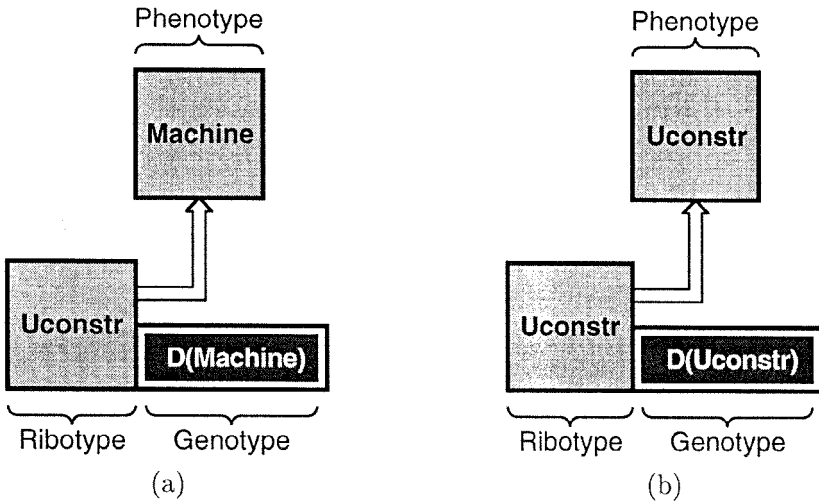 Phenotype
Machine
Uconstr
D(Machine)
Ribotype
Genotype
(a)
Phenotype
Uconstr
Uconstr
D(Uconstr)
Ribotype
Genotype
(b)